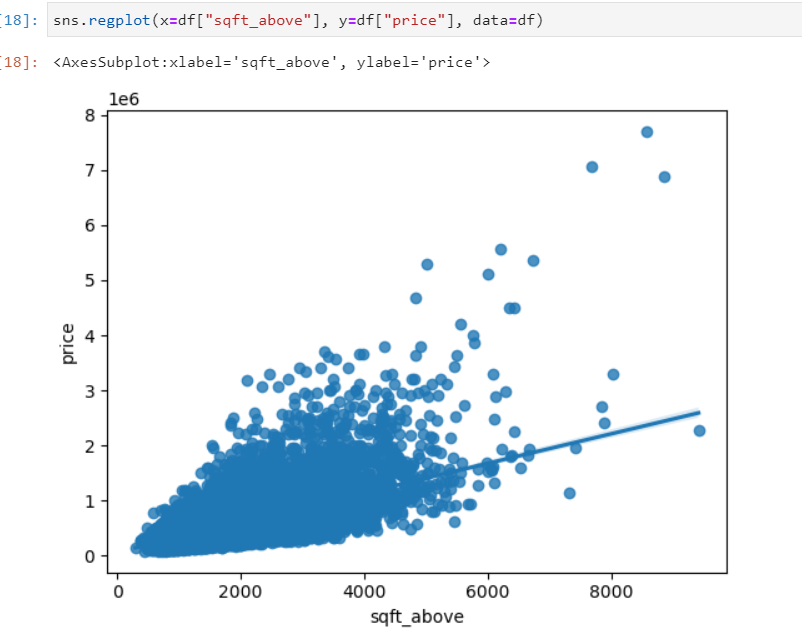 [18]: sns.regplot(x=df["sqft_above"], y=df["price"], data=df)
[18]: <AxesSubplot:xlabel='sqft_above', ylabel='price'>
1e6
8
7
6
5
4
3
2
1
0
price
0 2000 4000 6000 8000
sqft_above